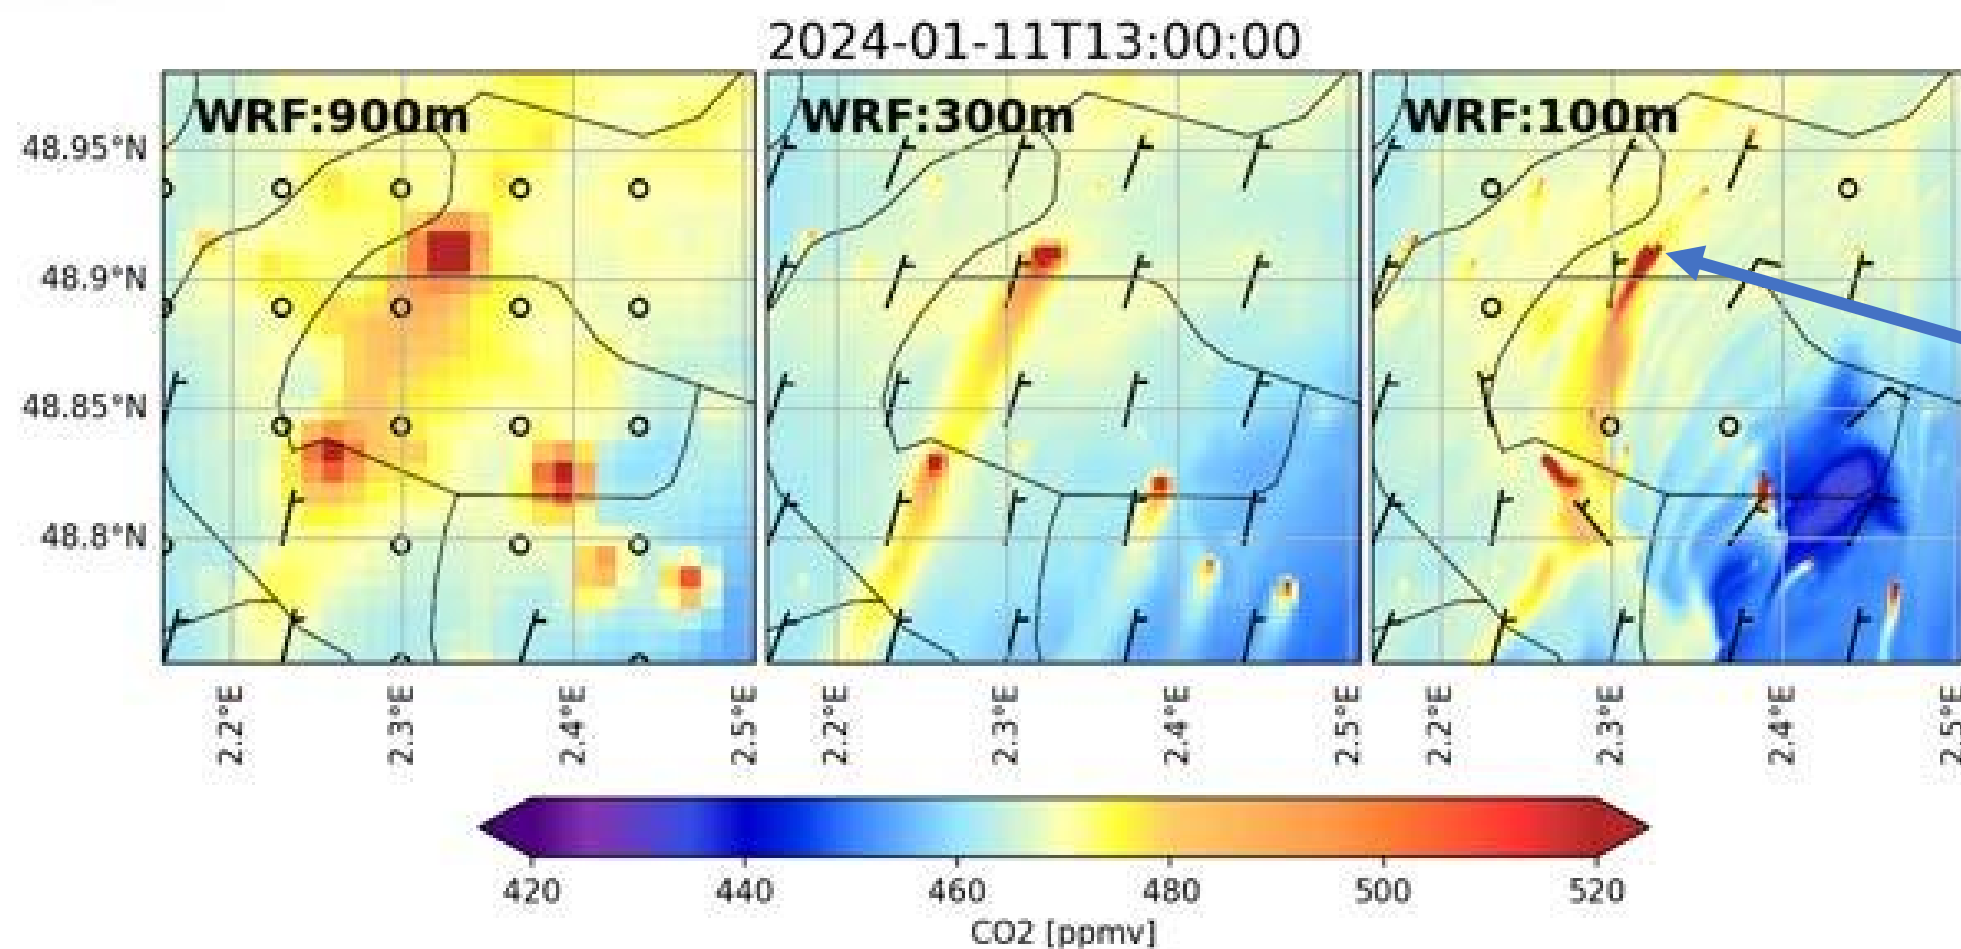 2024-01-11T13:00:00
WRF:900m WRF:300m WRF:100m
48.95°N
48.9°N
48.85°N
48.8°N
2.2°E 2.3°E 2.4°E 2.5°E 2.2°E 2.3°E 2.4°E 2.5°E 2.2°E 2.3°E 2.4°E
420 440 460 480 500 520
CO2 [ppmv]